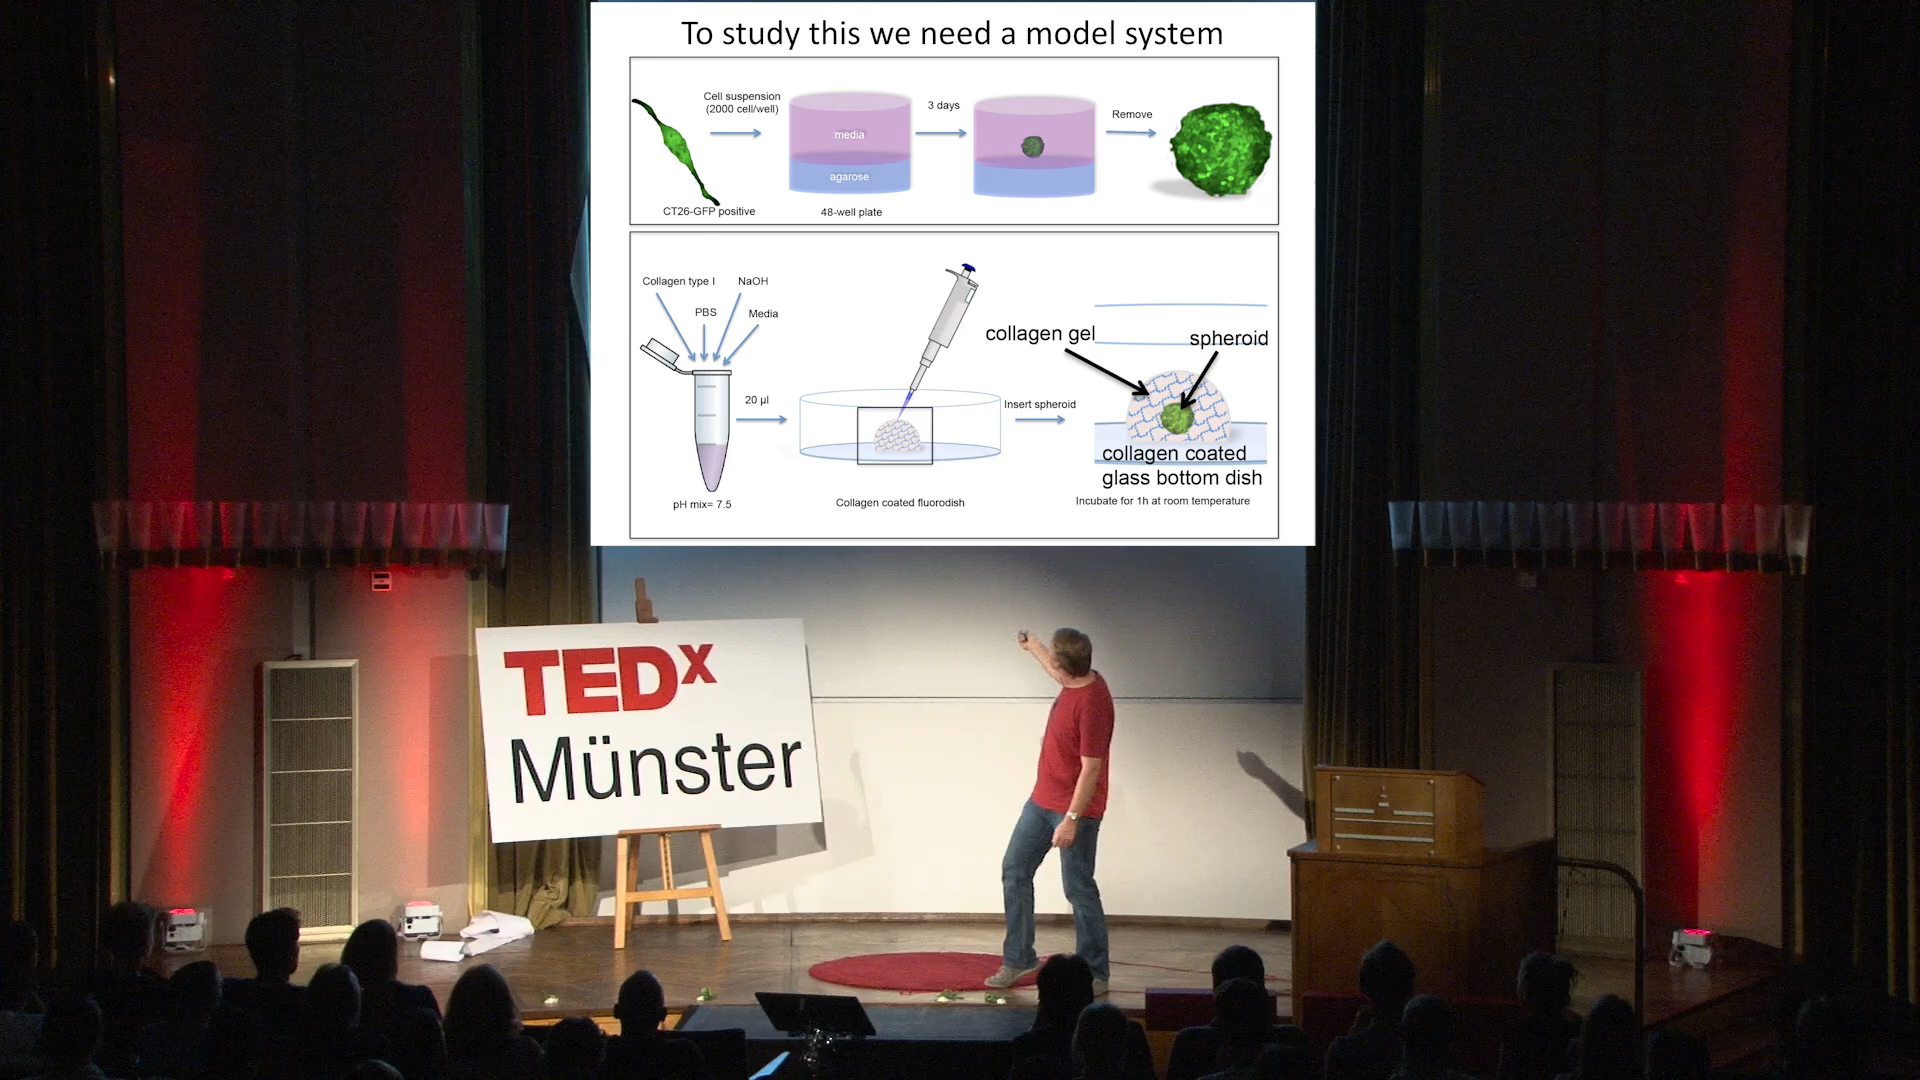 To study this we need a model system
Cell suspension
(2000 cell/well)
3 days
Remove
media
agarose
CT26-GFP positive
48-well plate
Collagen type I
NaOH
PBS
Media
collagen gel
spheroid
20 µl
Insert spheroid
collagen coated
glass bottom dish
pH mix= 7.5
Collagen coated fluorodish
Incubate for 1h at room temperature
TEDx
Münster